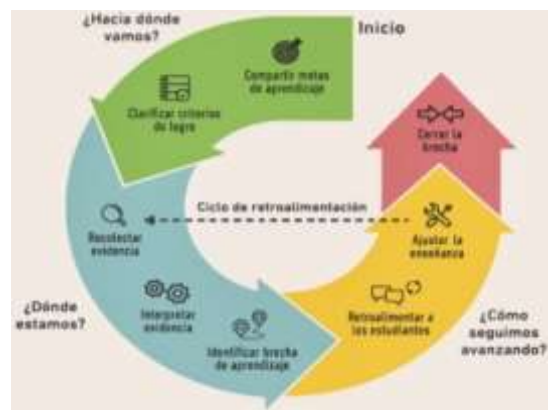 ¿Hacia dónde
vamos?
Inicio
Compartir metas
de aprendizaje
Clarificar criterios
de logro
Cerrar la
brecha
Ciclo de retroalimentación
Recolectar
evidencia
Ajustar la
enseñanza
¿Dónde
estamos?
Interpretar
evidencia
Retroalimentar a
los estudiantes
¿Cómo
seguimos
avanzando?
Identificar brecha
de aprendizaje